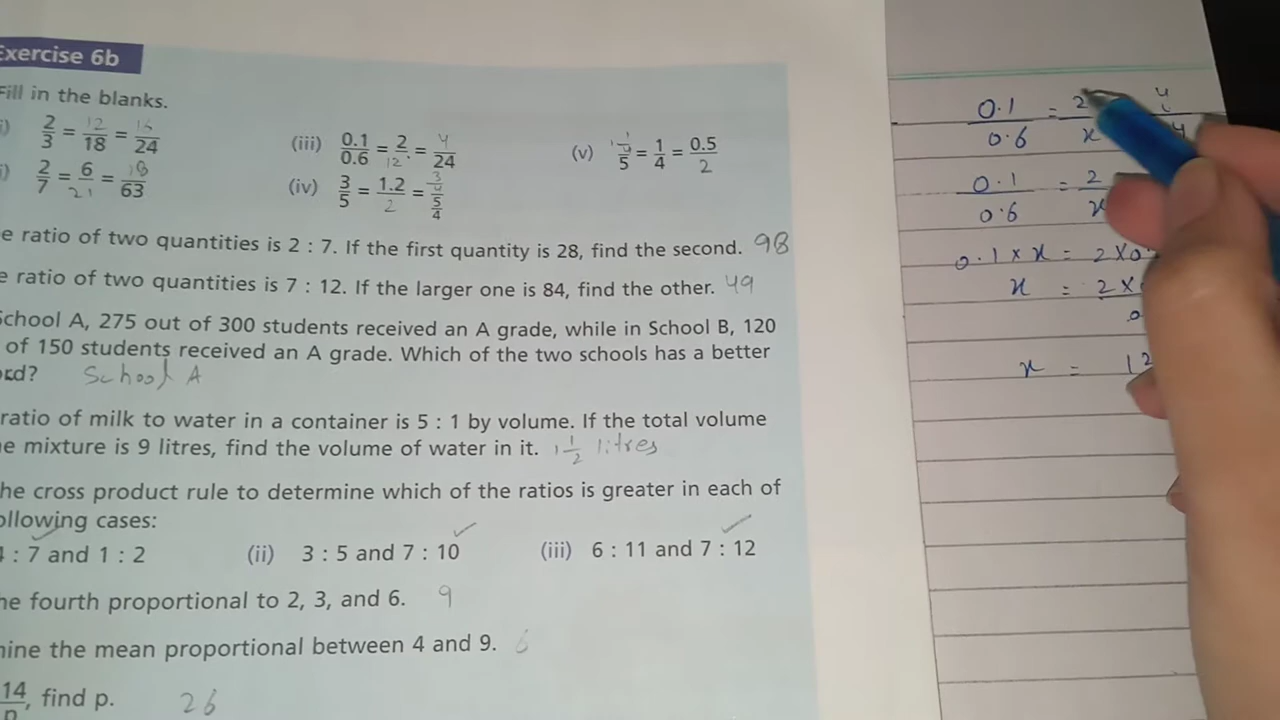 Exercise 6b
Fill in the blanks.
2/3 = 12/18 = 16/24 (iii) 0.1/0.6 = 2/12 = 4/24 (v) /5 = 1/4 = 0.5/2
2/7 = 6/21 = 18/63 (iv) 3/5 = 1.2/2 = /5/4
e ratio of two quantities is 2 : 7. If the first quantity is 28, find the second. 98
e ratio of two quantities is 7 : 12. If the larger one is 84, find the other. 49
School A, 275 out of 300 students received an A grade, while in School B, 120
of 150 students received an A grade. Which of the two schools has a better
rd? School A
ratio of milk to water in a container is 5 : 1 by volume. If the total volume
e mixture is 9 litres, find the volume of water in it. 1 1/2 litres
he cross product rule to determine which of the ratios is greater in each of
ollowing cases:
4 : 7 and 1 : 2 (ii) 3 : 5 and 7 : 10 (iii) 6 : 11 and 7 : 12
he fourth proportional to 2, 3, and 6. 9
mine the mean proportional between 4 and 9. 6
14/p, find p. 26
0.1/0.6 = 2/x
0.1/0.6 = 2/x
0.1 × x = 2 × 0.
x = 2 ×
x = 12